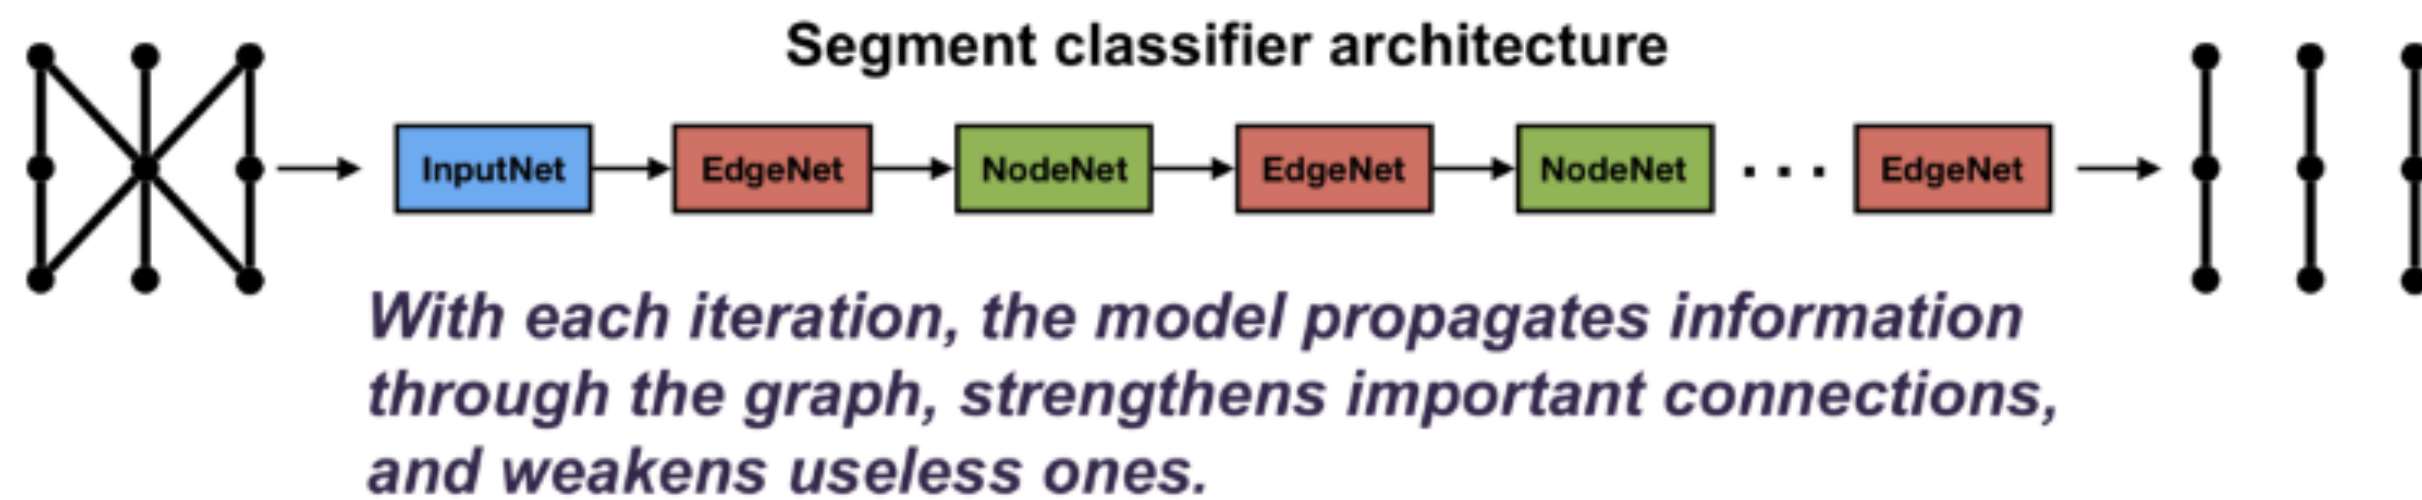 Segment classifier architecture
InputNet
EdgeNet
NodeNet
EdgeNet
NodeNet
. . .
EdgeNet
With each iteration, the model propagates information
through the graph, strengthens important connections,
and weakens useless ones.